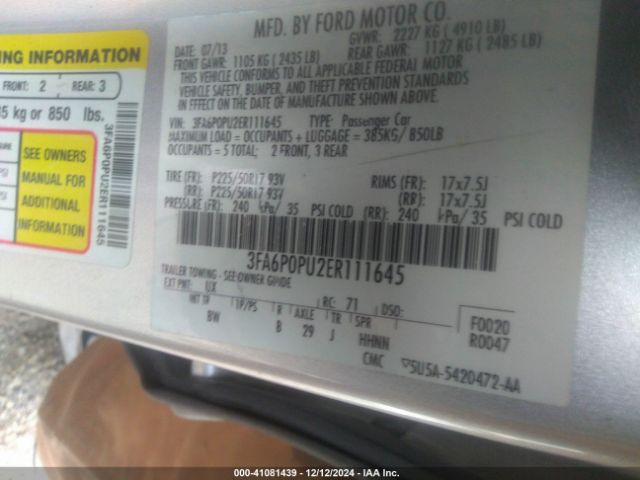 ING INFORMATION
FRONT: 2 REAR: 3
kg or 850 lbs.
SEE OWNERS
MANUAL FOR
ADDITIONAL
INFORMATION
3FA6P0PU2ER111645
MFD. BY FORD MOTOR CO.
DATE: 07/13 GVWR: 2227 KG ( 4910 LB)
FRONT GAWR: 1105 KG ( 2435 LB) REAR GAWR: 1127 KG ( 2485 LB)
THIS VEHICLE CONFORMS TO ALL APPLICABLE FEDERAL MOTOR
VEHICLE SAFETY, BUMPER, AND THEFT PREVENTION STANDARDS
IN EFFECT ON THE DATE OF MANUFACTURE SHOWN ABOVE.
VIN: 3FA6P0PU2ER111645 TYPE: Passenger Car
MAXIMUM LOAD = OCCUPANTS + LUGGAGE = 385KG/ 850LB
OCCUPANTS = 5 TOTAL; 2 FRONT, 3 REAR
TIRE (FR): P225/50R17 93V RIMS (FR): 17x7.5J
(RR): P225/50R17 93V (RR): 17x7.5J
PRESSURE (FR): 240 kPa/ 35 PSI COLD (RR): 240 kPa/ 35 PSI COLD
3FA6P0PU2ER111645
TRAILER TOWING - SEE OWNER GUIDE
EXT PNT: UX RC: 71 DSO:
INT TR TP/PS R AXLE TR SPR
BW B 29 J HHNN
F0020
R0047
CMC 5U5A-5420472-AA
000-41081439 - 12/12/2024 - IAA Inc.